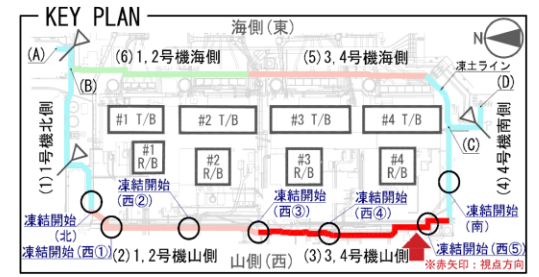 KEY PLAN
海側(東)
N
(A)
(6)1,2号機海側
(5)3,4号機海側
凍土ライン
(B)
(D)
#1 T/B
#2 T/B
#3 T/B
#4 T/B
(C)
#1
R/B
#2
R/B
#3
R/B
#4
R/B
(1)1号機北側
(4)4号機南側
凍結開始
(西②)
凍結開始
(西③)
凍結開始
(西④)
凍結開始
(南)
凍結開始
(北)
凍結開始(西①)
(2)1,2号機山側
(3)3,4号機山側
凍結開始(西⑤)
山側(西)
※赤矢印:視点方向